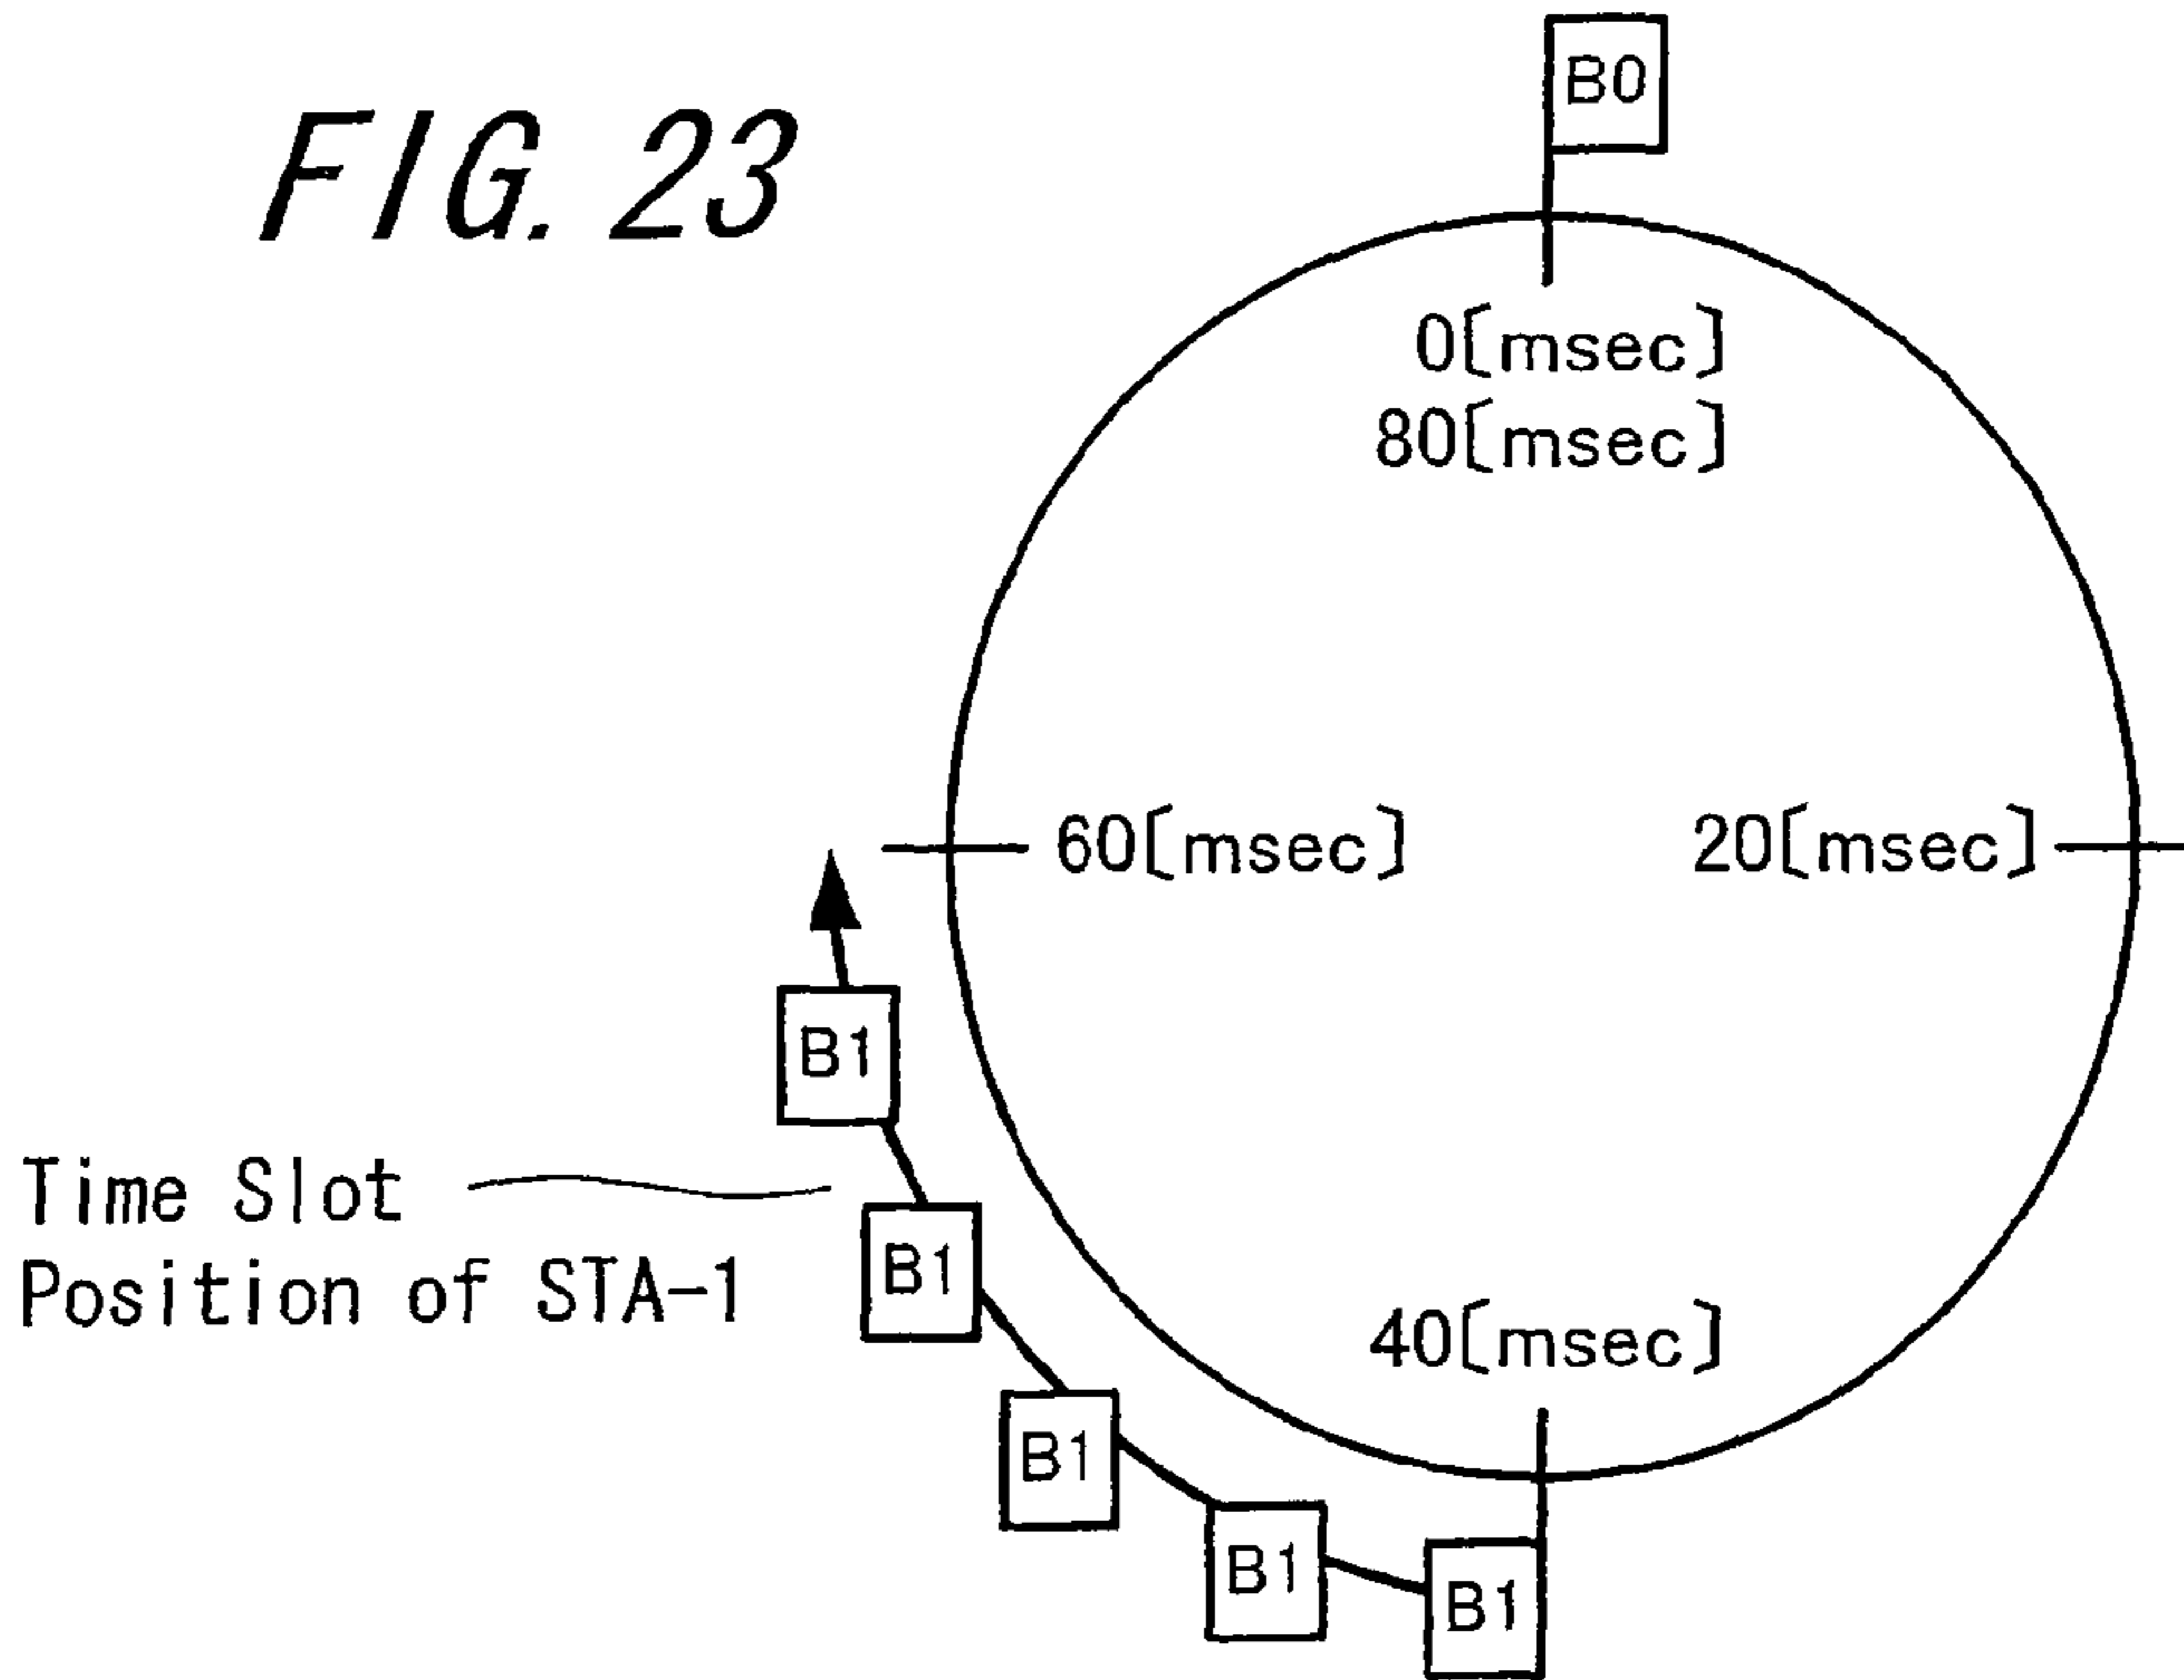 FIG. 23
B0
0[msec]
80[msec]
60[msec]
20[msec]
40[msec]
B1
B1
B1
B1
B1
Time Slot
Position of STA-1